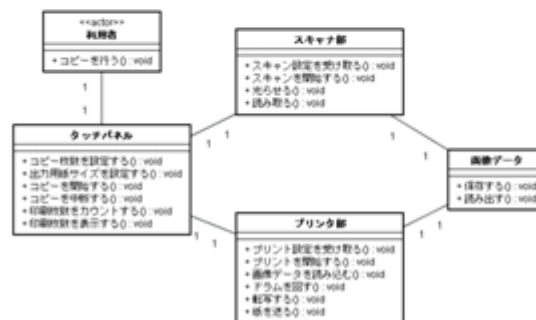 <<actor>>
利用者
+ コピーを行う() : void
1
1
タッチパネル
+ コピー枚数を設定する() : void
+ 出力用紙サイズを設定する() : void
+ コピーを開始する() : void
+ コピーを中断する() : void
+ 印刷枚数をカウントする() : void
+ 印刷枚数を表示する() : void
1
1
スキャナ部
+ スキャン設定を受け取る() : void
+ スキャンを開始する() : void
+ 光らせる() : void
+ 読み取る() : void
1
1
画像データ
+ 保存する() : void
+ 読み出す() : void
1
1
プリンタ部
+ プリント設定を受け取る() : void
+ プリントを開始する() : void
+ 画像データを読み込む() : void
+ ドラムを回す() : void
+ 転写する() : void
+ 紙を送る() : void
1
1